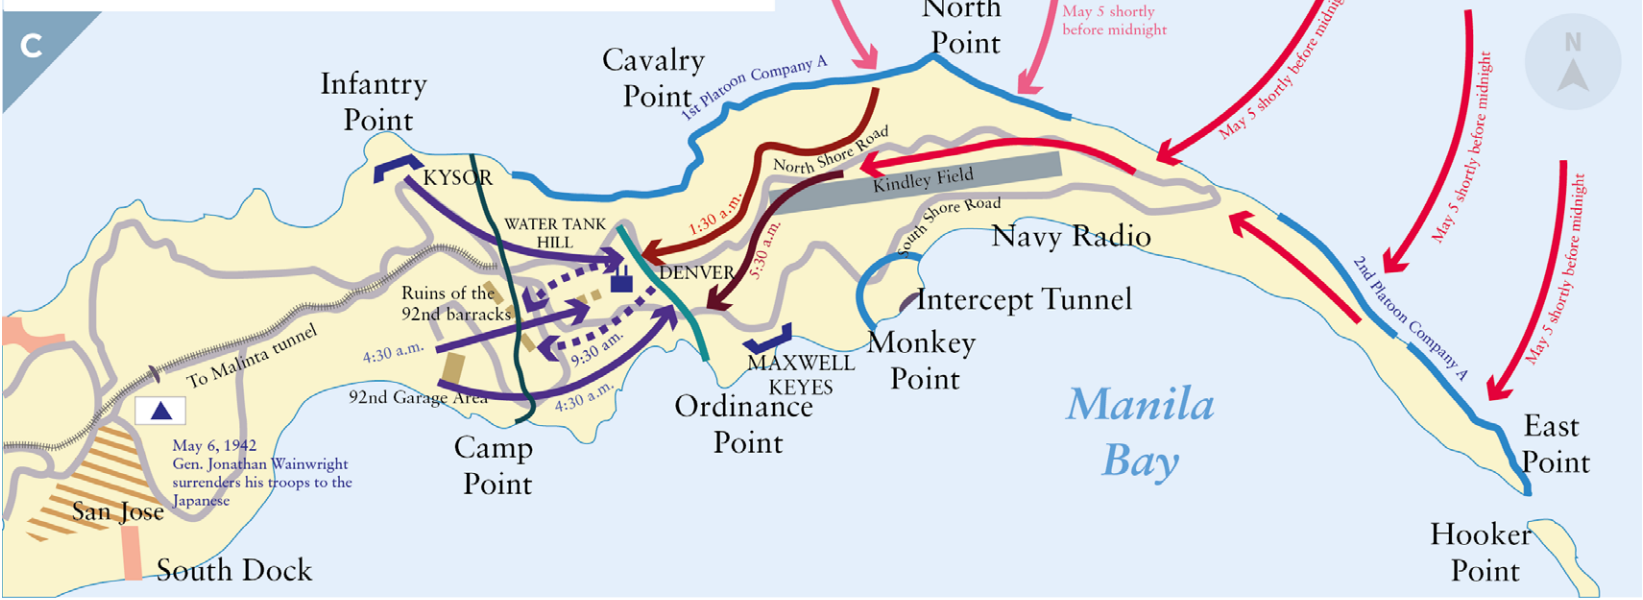 C
North
Point
May 5 shortly
before midnight
May 5 shortly before midnight
May 5 shortly before midnight
May 5 shortly before midnight
N
Cavalry
Point
1st Platoon Company A
Infantry
Point
KYSOR
North Shore Road
Kindley Field
South Shore Road
Navy Radio
WATER TANK
HILL
1:30 a.m.
5:30 a.m.
DENVER
Ruins of the
92nd barracks
Intercept Tunnel
2nd Platoon Company A
4:30 a.m.
9:30 am.
To Malinta tunnel
MAXWELL
KEYES
Monkey
Point
92nd Garage Area
4:30 a.m.
Ordinance
Point
Manila
Bay
Camp
Point
East
Point
May 6, 1942
Gen. Jonathan Wainwright
surrenders his troops to the
Japanese
San Jose
South Dock
Hooker
Point